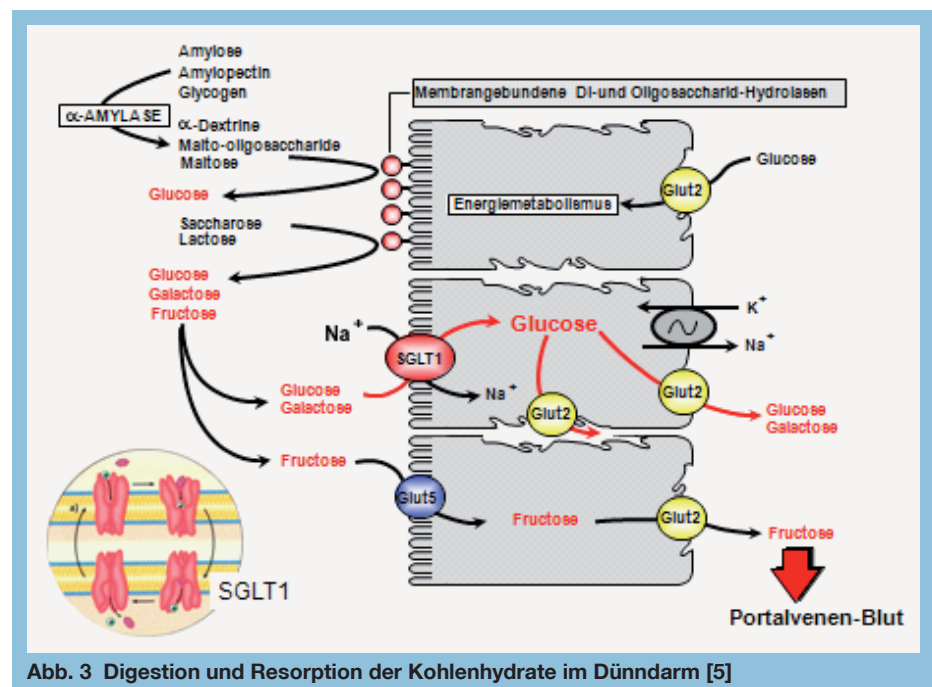 Amylose
Amylopectin
Glycogen
α-AMYLASE
α-Dextrine
Malto-oligosaccharide
Maltose
Glucose
Saccharose
Lactose
Glucose
Galactose
Fructose
Membrangebundene Di-und Oligosaccharid-Hydrolasen
Glucose
Glut2
Energiemetabolismus
Na+
SGLT1
Glucose
Na+
Glut2
K+
Na+
Glut2
Glucose
Galactose
Glucose
Galactose
Fructose
Glut5
Fructose
Glut2
Fructose
a)
SGLT1
Portalvenen-Blut
Abb. 3 Digestion und Resorption der Kohlenhydrate im Dünndarm [5]